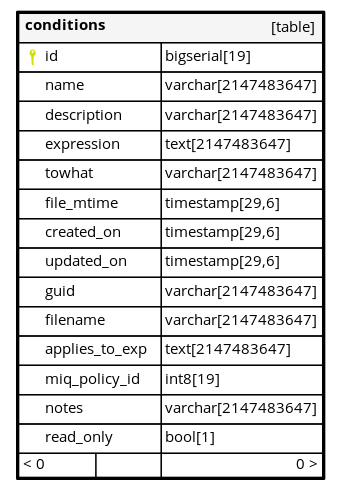 conditions [table]
id bigserial[19]
name varchar[2147483647]
description varchar[2147483647]
expression text[2147483647]
towhat varchar[2147483647]
file_mtime timestamp[29,6]
created_on timestamp[29,6]
updated_on timestamp[29,6]
guid varchar[2147483647]
filename varchar[2147483647]
applies_to_exp text[2147483647]
miq_policy_id int8[19]
notes varchar[2147483647]
read_only bool[1]
< 0 0 >